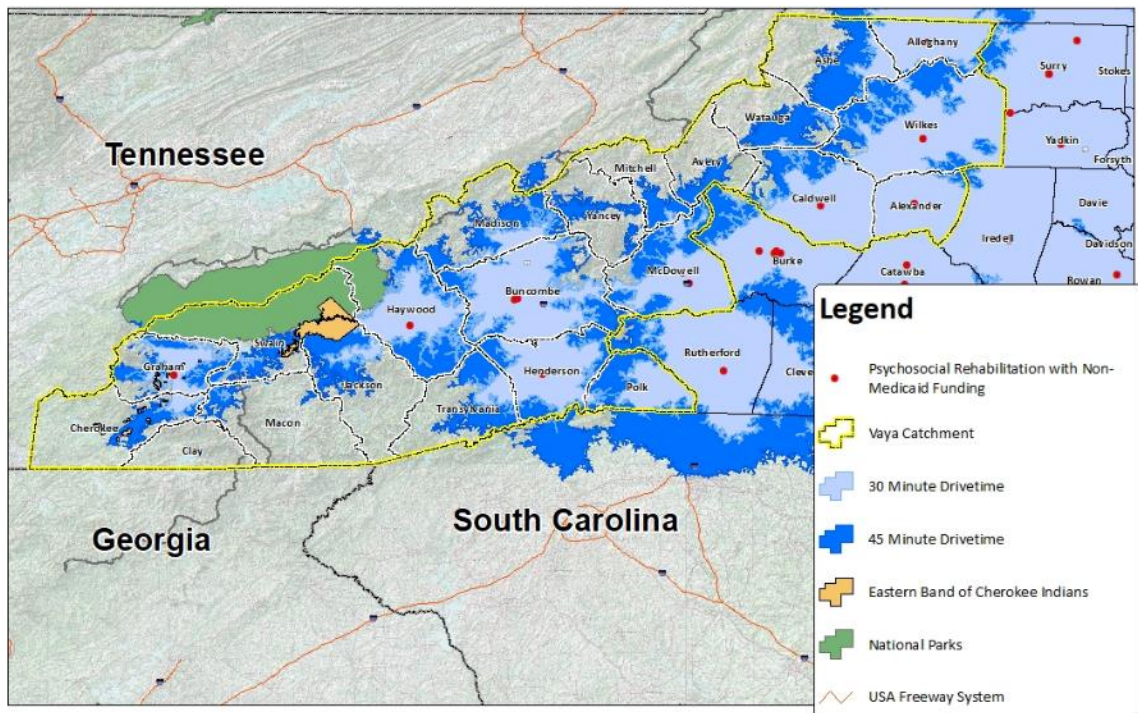 Alleghany
Ashe
Surry
Stokes
Watauga
Wilkes
Yadkin
Forsyth
Tennessee
Mitchell
Avery
Caldwell
Alexander
Davie
Madison
Yancey
Iredell
Davidson
McDowell
Burke
Catawba
Rowan
Buncombe
Haywood
Swain
Rutherford
Cleve
Graham
Henderson
Jackson
Polk
Transylvania
Cherokee
Macon
Clay
Georgia
South Carolina
Legend
Psychosocial Rehabilitation with Non-
Medicaid Funding
Vaya Catchment
30 Minute Drivetime
45 Minute Drivetime
Eastern Band of Cherokee Indians
National Parks
USA Freeway System